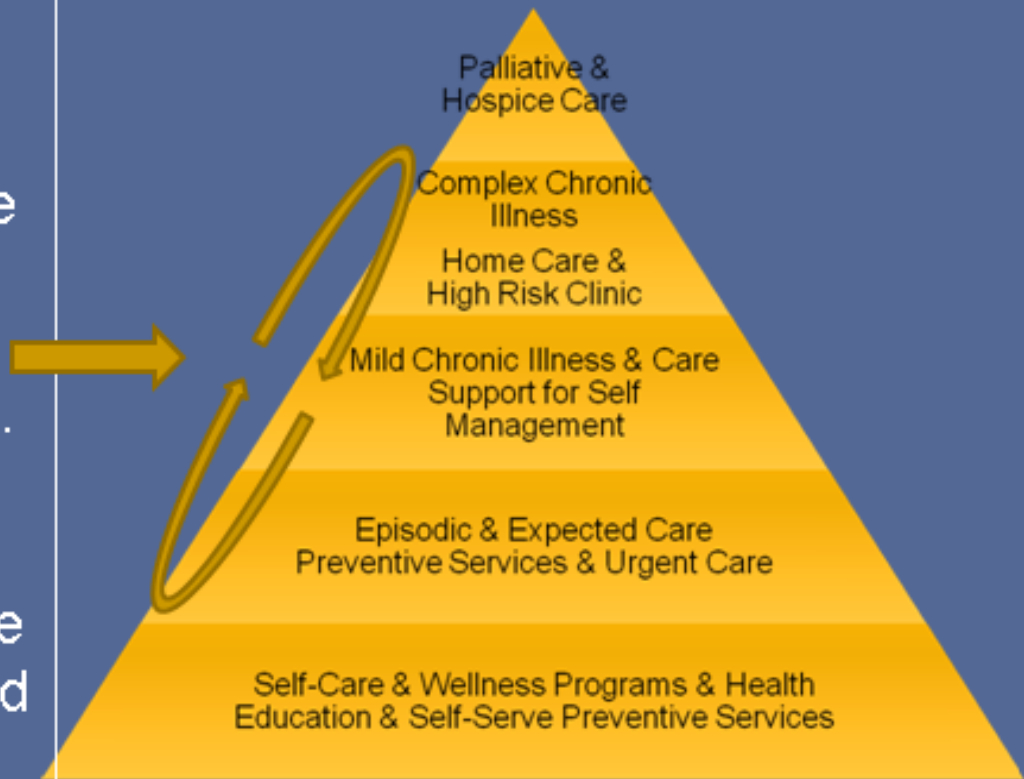 Palliative &
Hospice Care
e
Complex Chronic
Illness
Home Care &
High Risk Clinic
Mild Chronic Illness & Care
Support for Self
Management
.
Episodic & Expected Care
Preventive Services & Urgent Care
e
d
Self-Care & Wellness Programs & Health
Education & Self-Serve Preventive Services